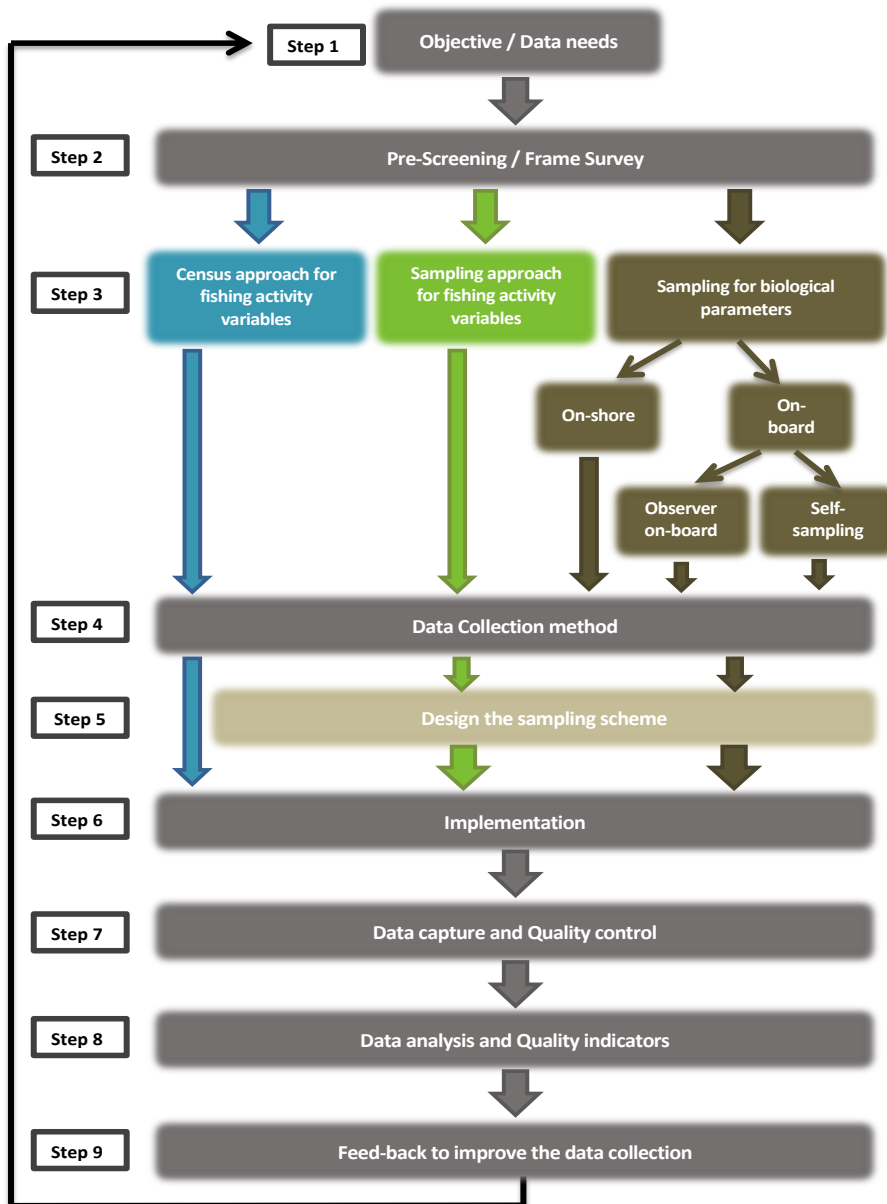 Step 1
Objective / Data needs
Step 2
Pre-Screening / Frame Survey
Step 3
Census approach for
fishing activity
variables
Sampling approach
for fishing activity
variables
Sampling for biological
parameters
On-shore
On-
board
Observer
on-board
Self-
sampling
Step 4
Data Collection method
Step 5
Design the sampling scheme
Step 6
Implementation
Step 7
Data capture and Quality control
Step 8
Data analysis and Quality indicators
Step 9
Feed-back to improve the data collection